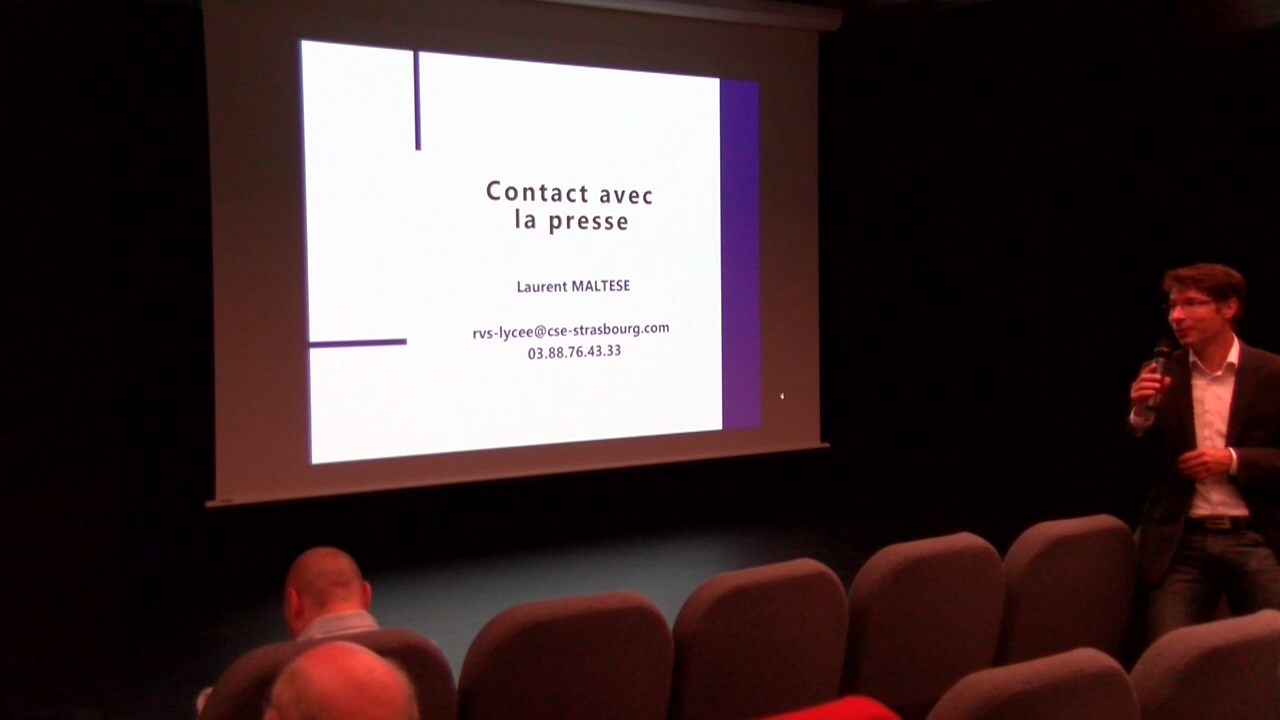 Contact avec
la presse
Laurent MALTESE
rvs-lycee@cse-strasbourg.com
03.88.76.43.33